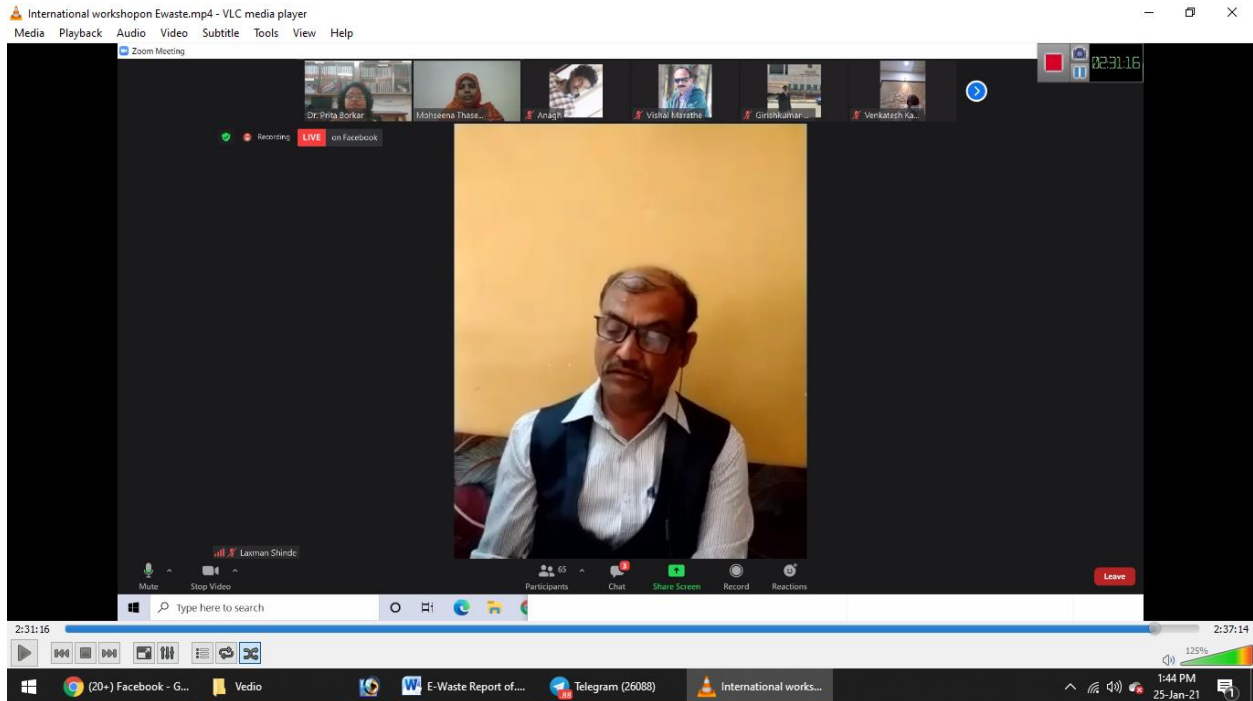 International workshopon Ewaste.mp4 - VLC media player
Media Playback Audio Video Subtitle Tools View Help
Zoom Meeting
02:31:16
Dr. Prita Borkar
Mohseena Thase...
Anagh
Vishal Marathe
Girishkumar ...
Venkatesh Ka...
Recording LIVE on Facebook
Laxman Shinde
65
3
Mute Stop Video Participants Chat Share Screen Record Reactions Leave
Type here to search
2:31:16 2:37:14
125%
(20+) Facebook - G... Vedio E-Waste Report of.... Telegram (26088) International works...
1:44 PM
25-Jan-21